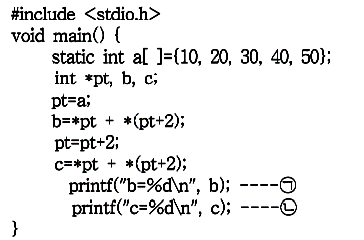 #include <stdio.h>
void main() {
static int a[ ]={10, 20, 30, 40, 50};
int *pt, b, c;
pt=a;
b=*pt + *(pt+2);
pt=pt+2;
c=*pt + *(pt+2);
printf("b=%d\n", b); ----㉠
printf("c=%d\n", c); ----㉡
}